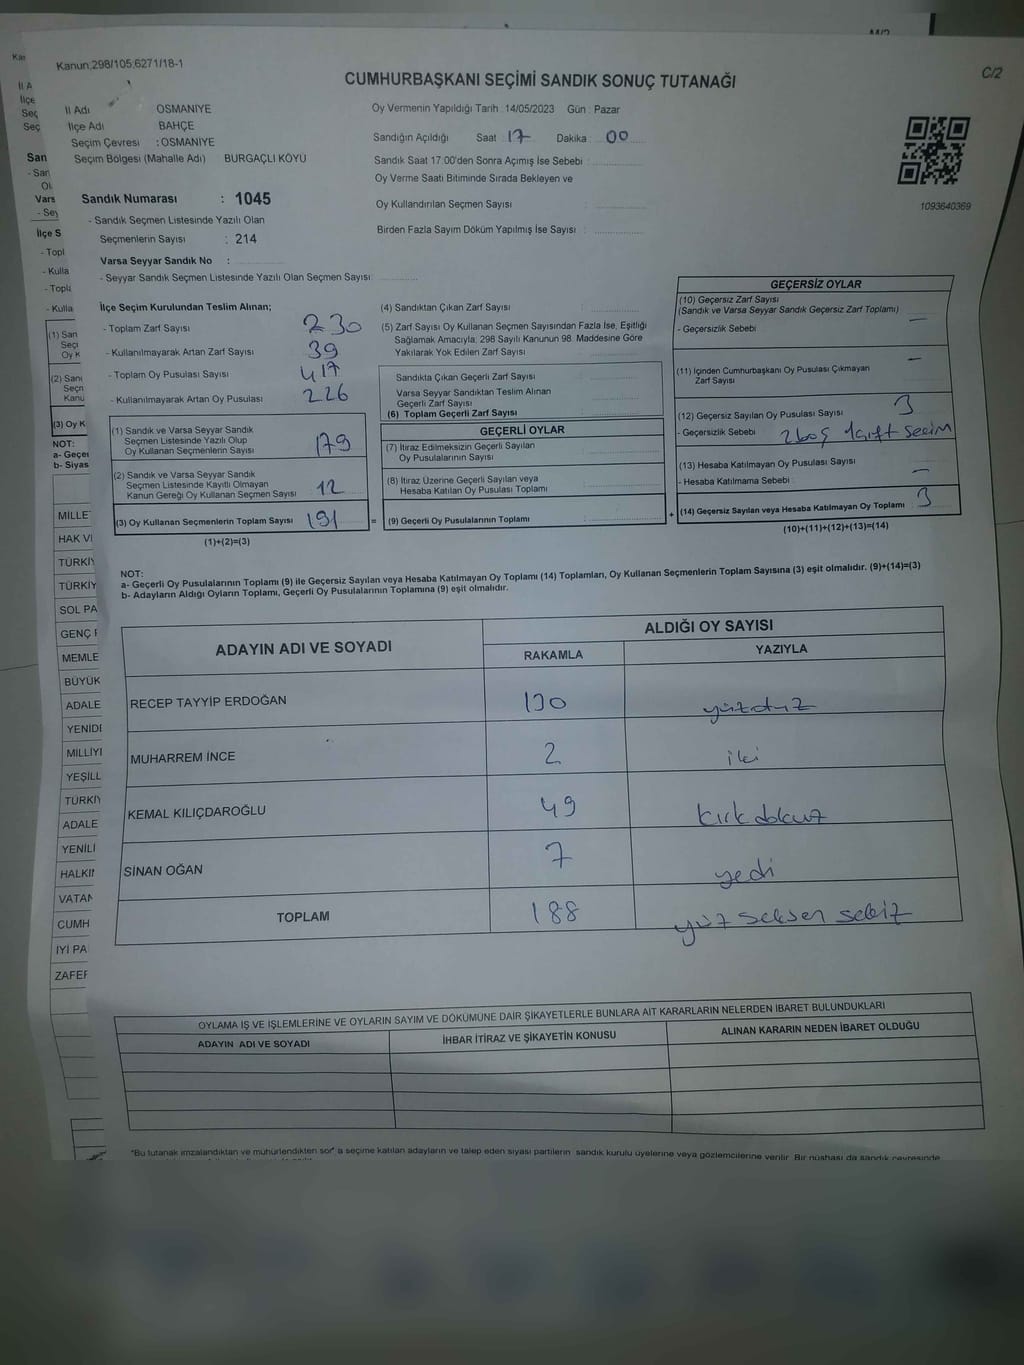 Kanun,298/105,6271/18-1
C/2
CUMHURBAŞKANI SEÇİMİ SANDIK SONUÇ TUTANAĞI
İl Adı OSMANİYE
İlçe Adı BAHÇE
Seçim Çevresi : OSMANİYE
Seçim Bölgesi (Mahalle Adı) BURGAÇLI KÖYÜ
Sandık Numarası : 1045
- Sandık Seçmen Listesinde Yazılı Olan
Seçmenlerin Sayısı : 214
Varsa Seyyar Sandık No :
- Seyyar Sandık Seçmen Listesinde Yazılı Olan Seçmen Sayısı:
Oy Vermenin Yapıldığı Tarih : 14/05/2023 Gün : Pazar
Sandığın Açıldığı Saat 17 Dakika : 00
Sandık Saat 17:00'den Sonra Açımış İse Sebebi :
Oy Verme Saati Bitiminde Sırada Bekleyen ve
Oy Kullandırılan Seçmen Sayısı :
Birden Fazla Sayım Döküm Yapılmış İse Sayısı :
1093640369
İlçe Seçim Kurulundan Teslim Alınan;
- Toplam Zarf Sayısı 230
- Kullanılmayarak Artan Zarf Sayısı 39
- Toplam Oy Pusulası Sayısı 417
- Kullanılmayarak Artan Oy Pusulası 226
(1) Sandık ve Varsa Seyyar Sandık
Seçmen Listesinde Yazılı Olup
Oy Kullanan Seçmenlerin Sayısı 179
(2) Sandık ve Varsa Seyyar Sandık
Seçmen Listesinde Kayıtlı Olmayan
Kanun Gereği Oy Kullanan Seçmen Sayısı 12
(3) Oy Kullanan Seçmenlerin Toplam Sayısı 191 =
(1)+(2)=(3)
(4) Sandıktan Çıkan Zarf Sayısı :
(5) Zarf Sayısı Oy Kullanan Seçmen Sayısından Fazla İse, Eşitliği
Sağlamak Amacıyla, 298 Sayılı Kanunun 98. Maddesine Göre
Yakılarak Yok Edilen Zarf Sayısı
Sandıkta Çıkan Geçerli Zarf Sayısı
Varsa Seyyar Sandıktan Teslim Alınan
Geçerli Zarf Sayısı
(6) Toplam Geçerli Zarf Sayısı
GEÇERLİ OYLAR
(7) İtiraz Edilmeksizin Geçerli Sayılan
Oy Pusulalarının Sayısı
(8) İtiraz Üzerine Geçerli Sayılan veya
Hesaba Katılan Oy Pusulası Toplamı
(9) Geçerli Oy Pusulalarının Toplamı +
GEÇERSİZ OYLAR
(10) Geçersiz Zarf Sayısı
(Sandık ve Varsa Seyyar Sandık Geçersiz Zarf Toplamı)
- Geçersizlik Sebebi —
(11) İçinden Cumhurbaşkanı Oy Pusulası Çıkmayan
Zarf Sayısı —
(12) Geçersiz Sayılan Oy Pusulası Sayısı 3
- Geçersizlik Sebebi 2boş 1çift secim
(13) Hesaba Katılmayan Oy Pusulası Sayısı
- Hesaba Katılmama Sebebi —
(14) Geçersiz Sayılan veya Hesaba Katılmayan Oy Toplamı 3
(10)+(11)+(12)+(13)=(14)
NOT:
a- Geçerli Oy Pusulalarının Toplamı (9) ile Geçersiz Sayılan veya Hesaba Katılmayan Oy Toplamı (14) Toplamları, Oy Kullanan Seçmenlerin Toplam Sayısına (3) eşit olmalıdır. (9)+(14)=(3)
b- Adayların Aldığı Oyların Toplamı, Geçerli Oy Pusulalarının Toplamına (9) eşit olmalıdır.
ADAYIN ADI VE SOYADI ALDIĞI OY SAYISI
RAKAMLA YAZIYLA
RECEP TAYYİP ERDOĞAN 130 yüzotuz
MUHARREM İNCE 2 iki
KEMAL KILIÇDAROĞLU 49 kırk dokuz
SİNAN OĞAN 7 yedi
TOPLAM 188 yüz seksen sekiz
OYLAMA İŞ VE İŞLEMLERİNE VE OYLARIN SAYIM VE DÖKÜMÜNE DAİR ŞİKAYETLERLE BUNLARA AİT KARARLARIN NELERDEN İBARET BULUNDUKLARI
ADAYIN ADI VE SOYADI İHBAR İTİRAZ VE ŞİKAYETİN KONUSU ALINAN KARARIN NEDEN İBARET OLDUĞU
*Bu tutanak imzalandıktan ve mühürlendikten sonra seçime katılan adayların ve talep eden siyasi partilerin sandık kurulu üyelerine veya gözlemcilerine verilir. Bir nüshası da sandık çevresinde
MİLLET
HAK VE
TÜRKİY
TÜRKİY
SOL PA
GENÇ P
MEMLE
BÜYÜK
ADALE
YENİDE
MİLLİYE
YEŞİLL
TÜRKİY
ADALE
YENİLİ
HALKIN
VATAN
CUMH
İYİ PA
ZAFER